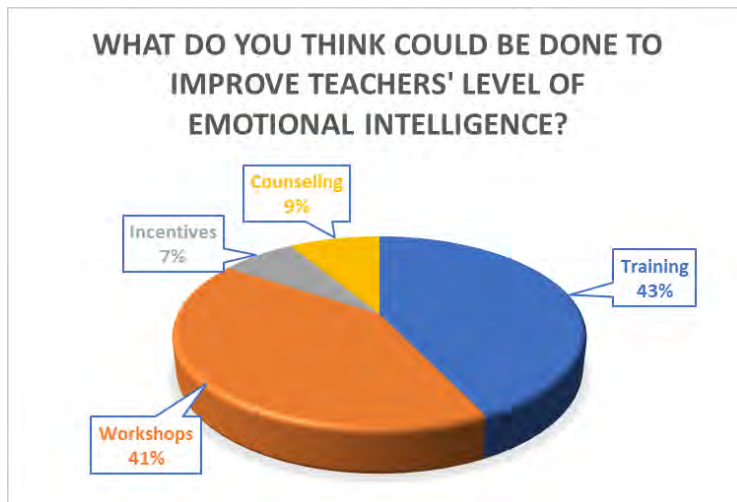 WHAT DO YOU THINK COULD BE DONE TO
IMPROVE TEACHERS' LEVEL OF
EMOTIONAL INTELLIGENCE?
Counseling
9%
Incentives
7%
Training
43%
Workshops
41%